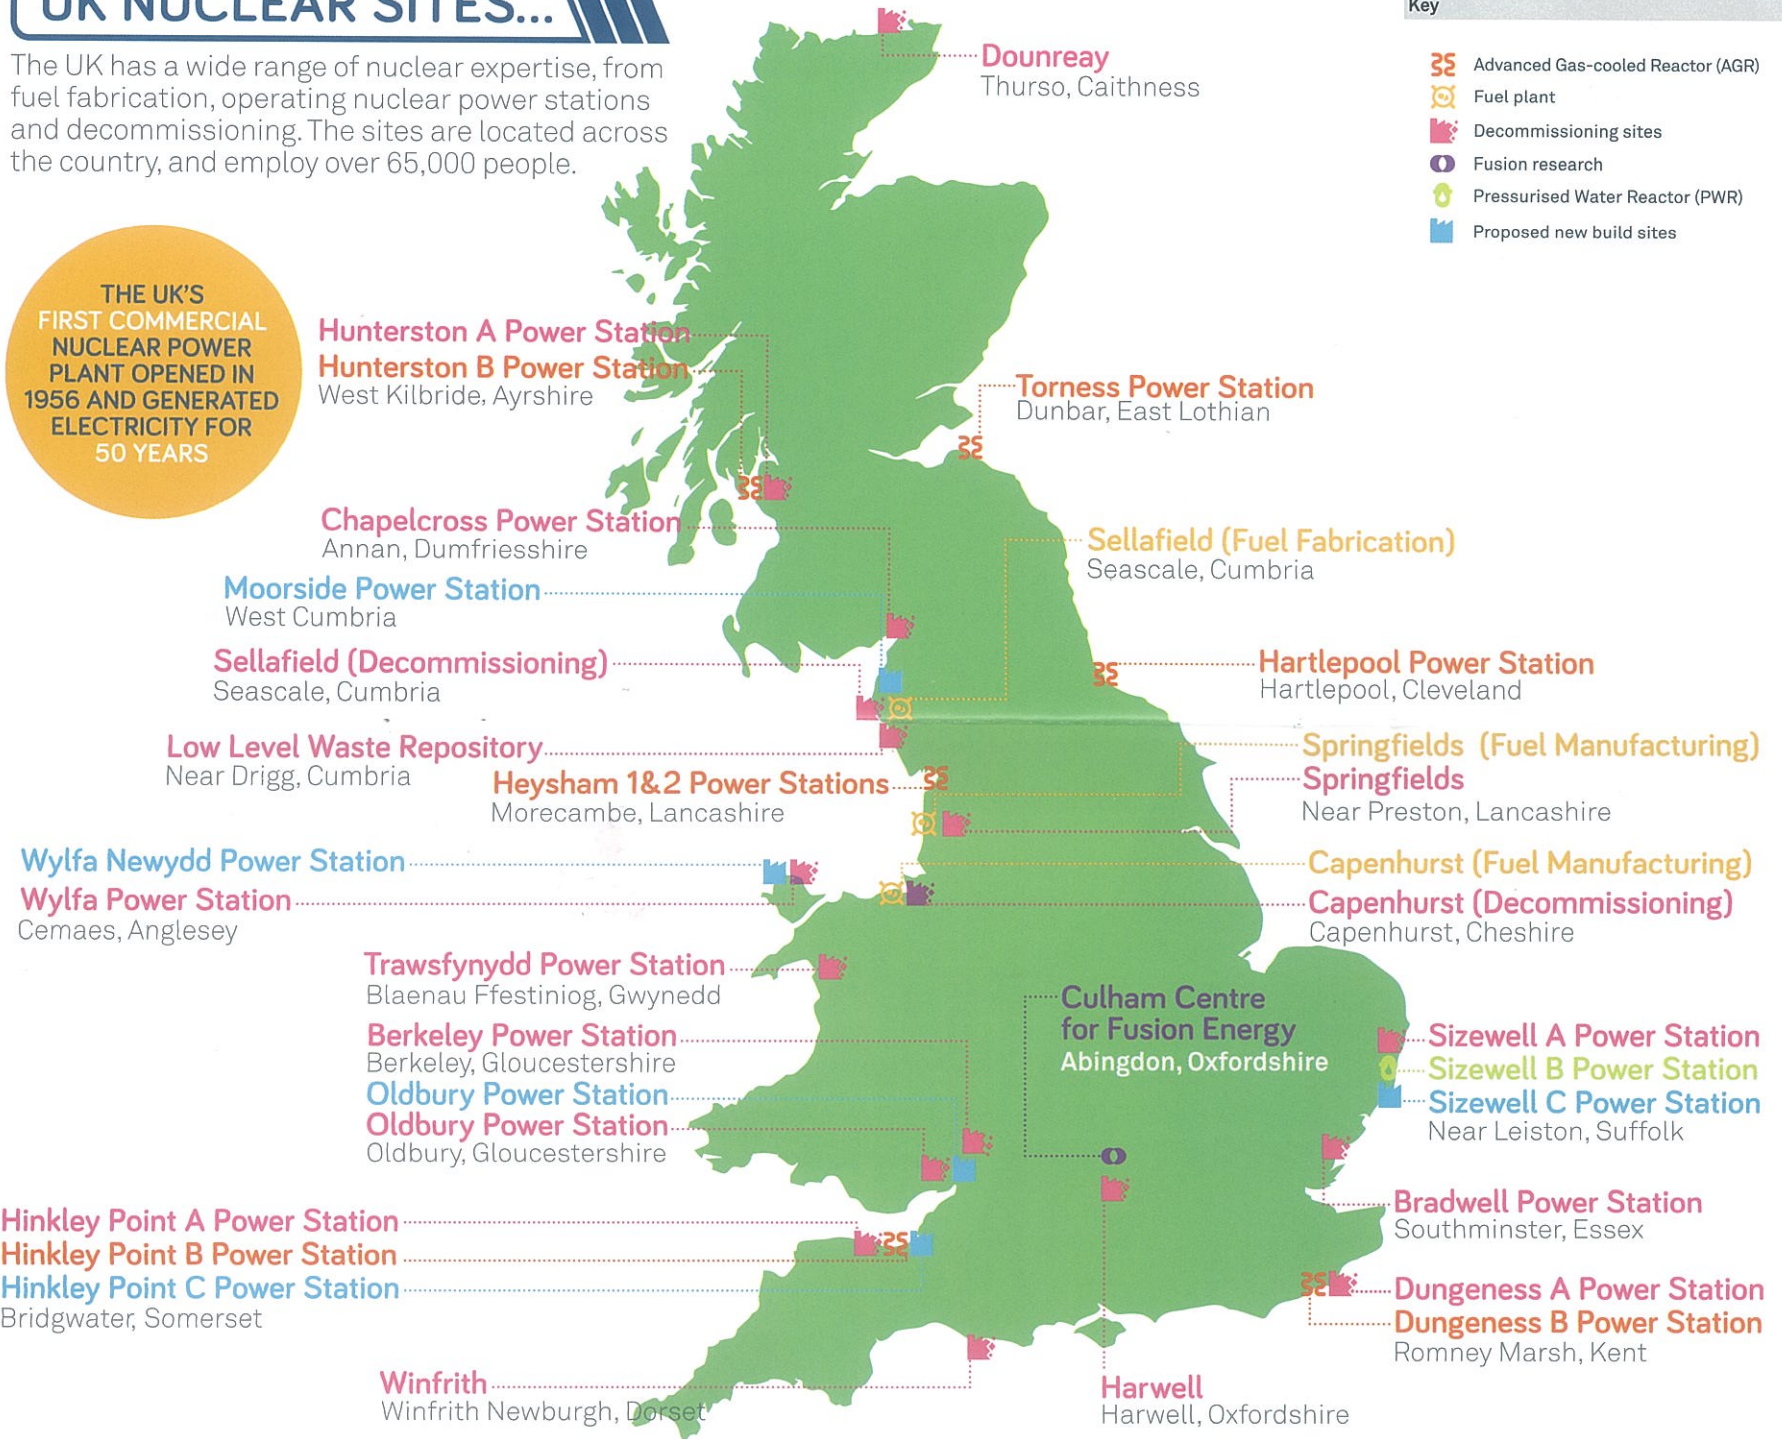 UK NUCLEAR SITES...
The UK has a wide range of nuclear expertise, from
fuel fabrication, operating nuclear power stations
and decommissioning. The sites are located across
the country, and employ over 65,000 people.
Key
Advanced Gas-cooled Reactor (AGR)
Fuel plant
Decommissioning sites
Fusion research
Pressurised Water Reactor (PWR)
Proposed new build sites
THE UK'S
FIRST COMMERCIAL
NUCLEAR POWER
PLANT OPENED IN
1956 AND GENERATED
ELECTRICITY FOR
50 YEARS
Dounreay
Thurso, Caithness
Hunterston A Power Station
Hunterston B Power Station
West Kilbride, Ayrshire
Torness Power Station
Dunbar, East Lothian
Chapelcross Power Station
Annan, Dumfriesshire
Sellafield (Fuel Fabrication)
Seascale, Cumbria
Moorside Power Station
West Cumbria
Sellafield (Decommissioning)
Seascale, Cumbria
Hartlepool Power Station
Hartlepool, Cleveland
Low Level Waste Repository
Near Drigg, Cumbria
Heysham 1&2 Power Stations
Morecambe, Lancashire
Springfields (Fuel Manufacturing)
Springfields
Near Preston, Lancashire
Wylfa Newydd Power Station
Wylfa Power Station
Cemaes, Anglesey
Capenhurst (Fuel Manufacturing)
Capenhurst (Decommissioning)
Capenhurst, Cheshire
Trawsfynydd Power Station
Blaenau Ffestiniog, Gwynedd
Culham Centre
for Fusion Energy
Abingdon, Oxfordshire
Berkeley Power Station
Berkeley, Gloucestershire
Oldbury Power Station
Oldbury Power Station
Oldbury, Gloucestershire
Sizewell A Power Station
Sizewell B Power Station
Sizewell C Power Station
Near Leiston, Suffolk
Bradwell Power Station
Southminster, Essex
Hinkley Point A Power Station
Hinkley Point B Power Station
Hinkley Point C Power Station
Bridgwater, Somerset
Dungeness A Power Station
Dungeness B Power Station
Romney Marsh, Kent
Winfrith
Winfrith Newburgh, Dorset
Harwell
Harwell, Oxfordshire